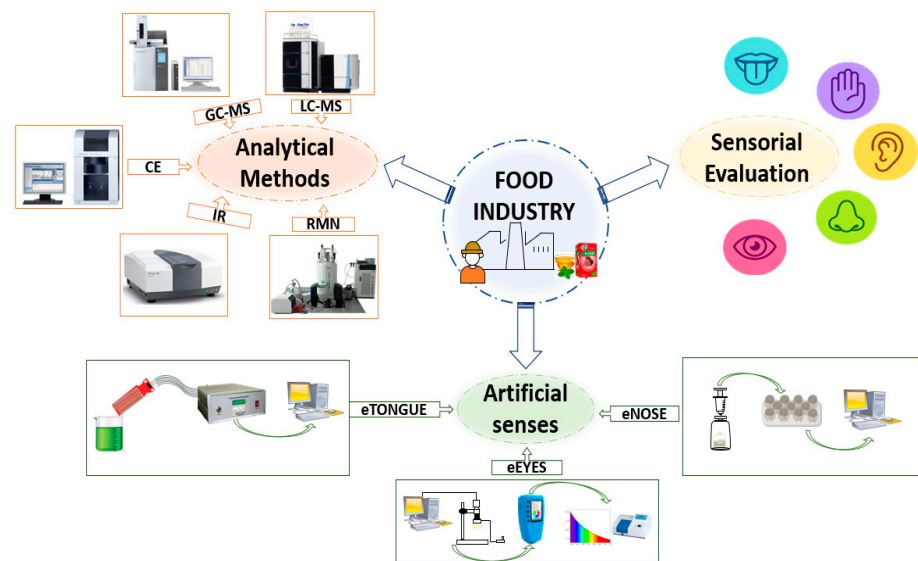 GC-MS
LC-MS
CE
Analytical
Methods
IR
RMN
FOOD
INDUSTRY
Sensorial
Evaluation
eTONGUE
Artificial
senses
eNOSE
eEYES